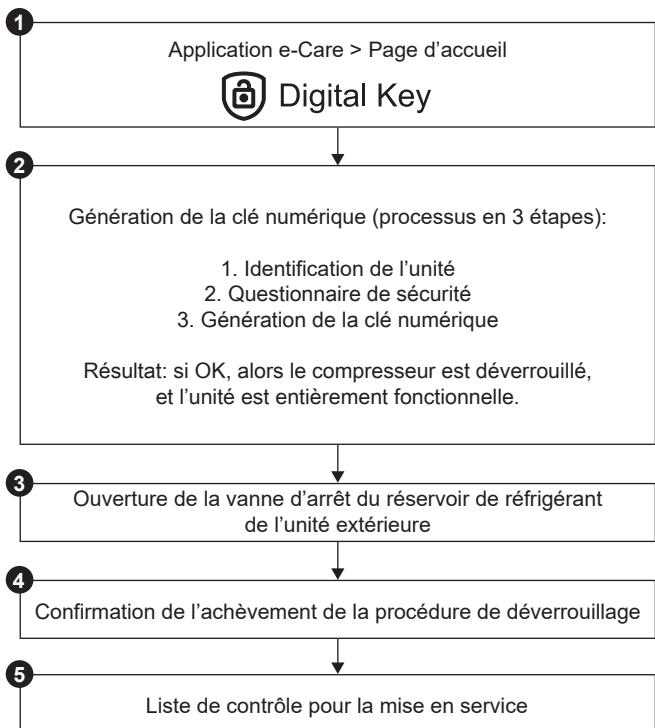 1
Application e-Care > Page d’accueil
Digital Key
2
Génération de la clé numérique (processus en 3 étapes):
1. Identification de l’unité
2. Questionnaire de sécurité
3. Génération de la clé numérique
Résultat: si OK, alors le compresseur est déverrouillé,
et l’unité est entièrement fonctionnelle.
3
Ouverture de la vanne d’arrêt du réservoir de réfrigérant
de l’unité extérieure
4
Confirmation de l’achèvement de la procédure de déverrouillage
5
Liste de contrôle pour la mise en service